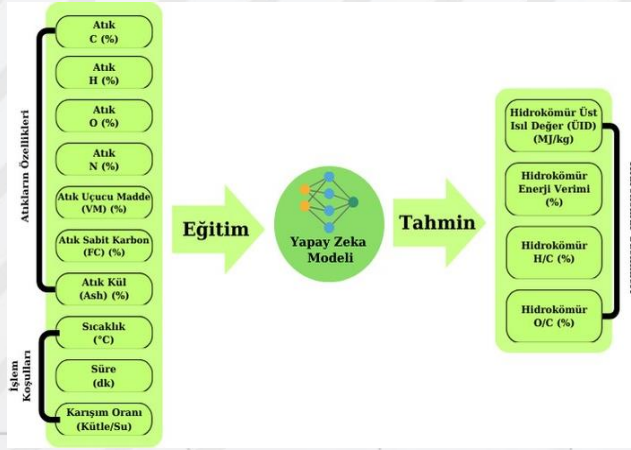 Atıkların Özellikleri
Atık
C (%)
Atık
H (%)
Atık
O (%)
Atık
N (%)
Atık Uçucu Madde
(VM) (%)
Atık Sabit Karbon
(FC) (%)
Atık Kül
(Ash) (%)
İşlem
Koşulları
Sıcaklık
(°C)
Süre
(dk)
Karışım Oranı
(Kütle/Su)
Eğitim
Yapay Zeka
Modeli
Tahmin
Hidrokömür Üst
Isıl Değer (ÜID)
(MJ/kg)
Hidrokömür
Enerji Verimi
(%)
Hidrokömür
H/C (%)
Hidrokömür
O/C (%)